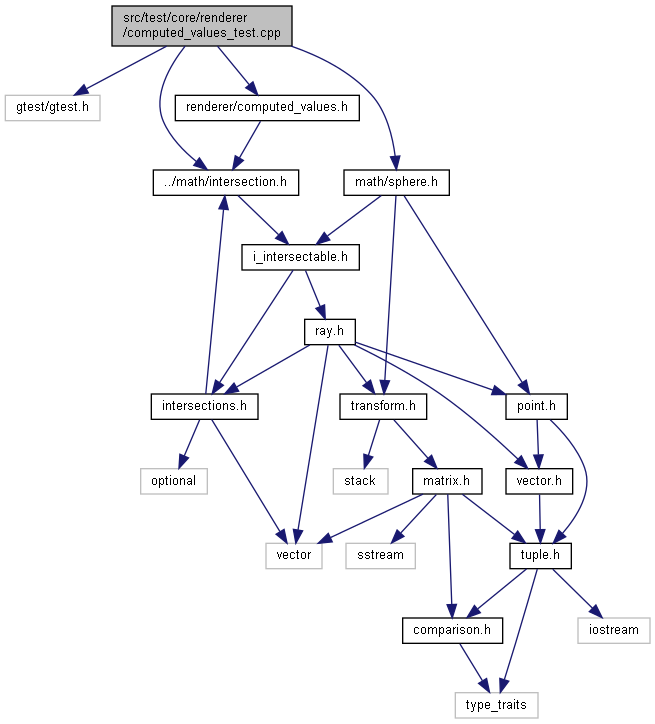 src/test/core/renderer
/computed_values_test.cpp
gtest/gtest.h
renderer/computed_values.h
../math/intersection.h
math/sphere.h
i_intersectable.h
ray.h
intersections.h
transform.h
point.h
optional
stack
matrix.h
vector.h
vector
sstream
tuple.h
comparison.h
iostream
type_traits